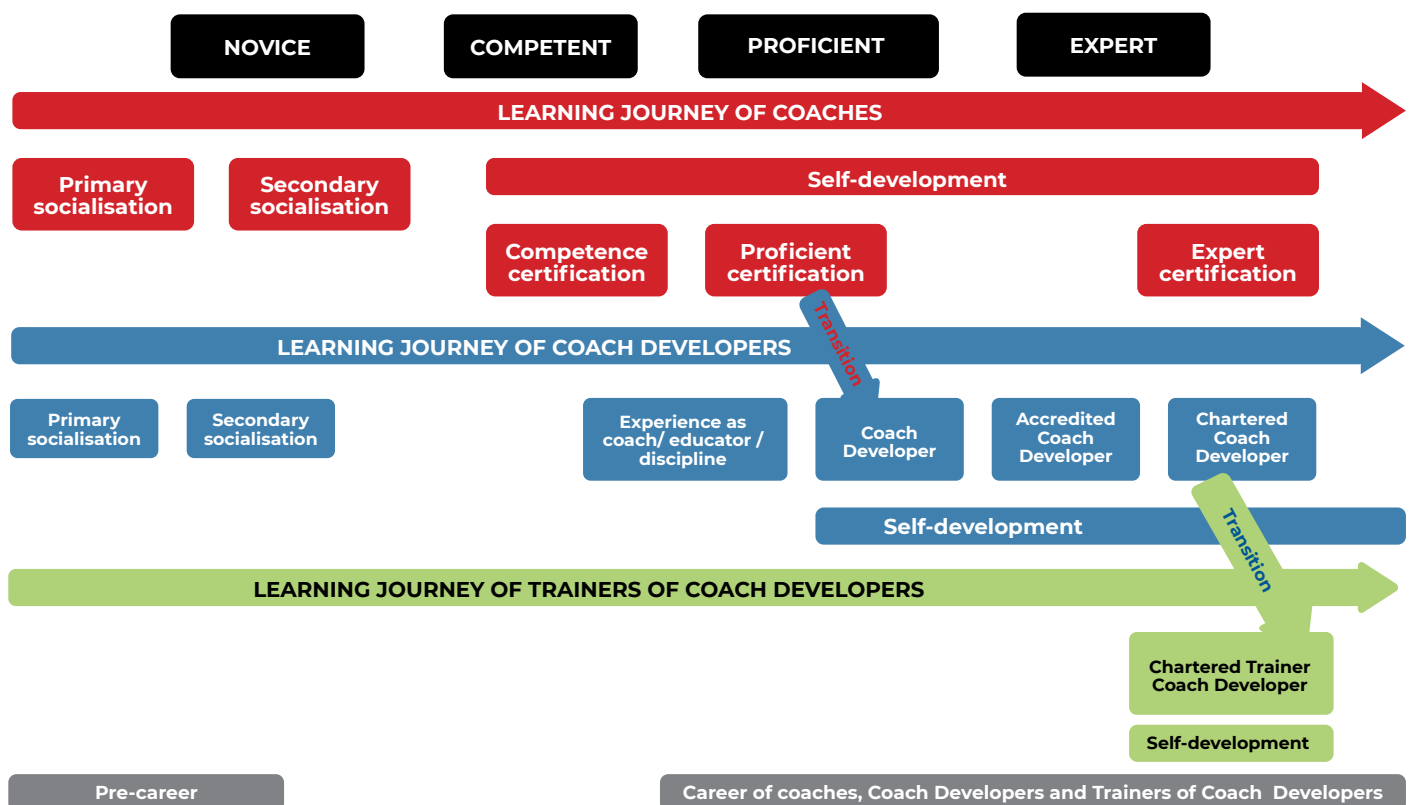 NOVICE
COMPETENT
PROFICIENT
EXPERT
LEARNING JOURNEY OF COACHES
Primary
socialisation
Secondary
socialisation
Self-development
Competence
certification
Proficient
certification
Expert
certification
Transition
LEARNING JOURNEY OF COACH DEVELOPERS
Primary
socialisation
Secondary
socialisation
Experience as
coach/ educator /
discipline
Coach
Developer
Accredited
Coach
Developer
Chartered
Coach
Developer
Self-development
Transition
LEARNING JOURNEY OF TRAINERS OF COACH DEVELOPERS
Chartered Trainer
Coach Developer
Self-development
Pre-career
Career of coaches, Coach Developers and Trainers of Coach Developers